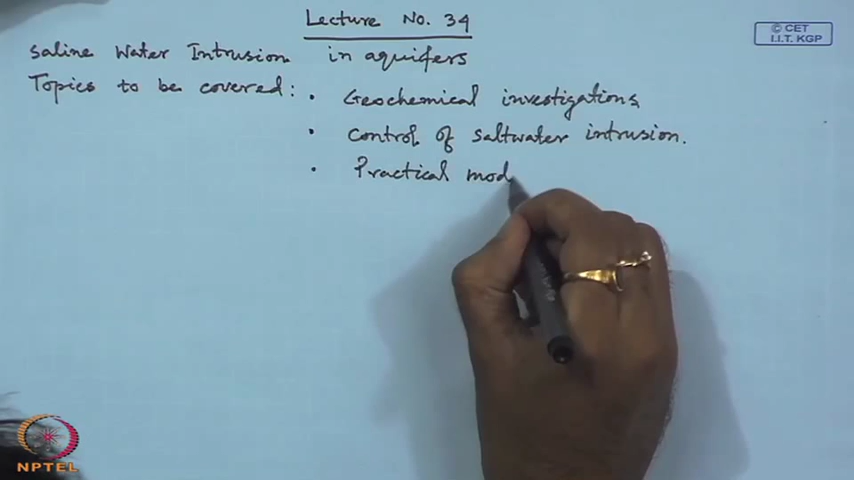 Lecture No. 34
© CET
I.I.T. KGP
Saline Water Intrusion in aquifers
Topics to be covered:
• Geochemical investigations
• Control of saltwater intrusion.
• Practical mod
NPTEL